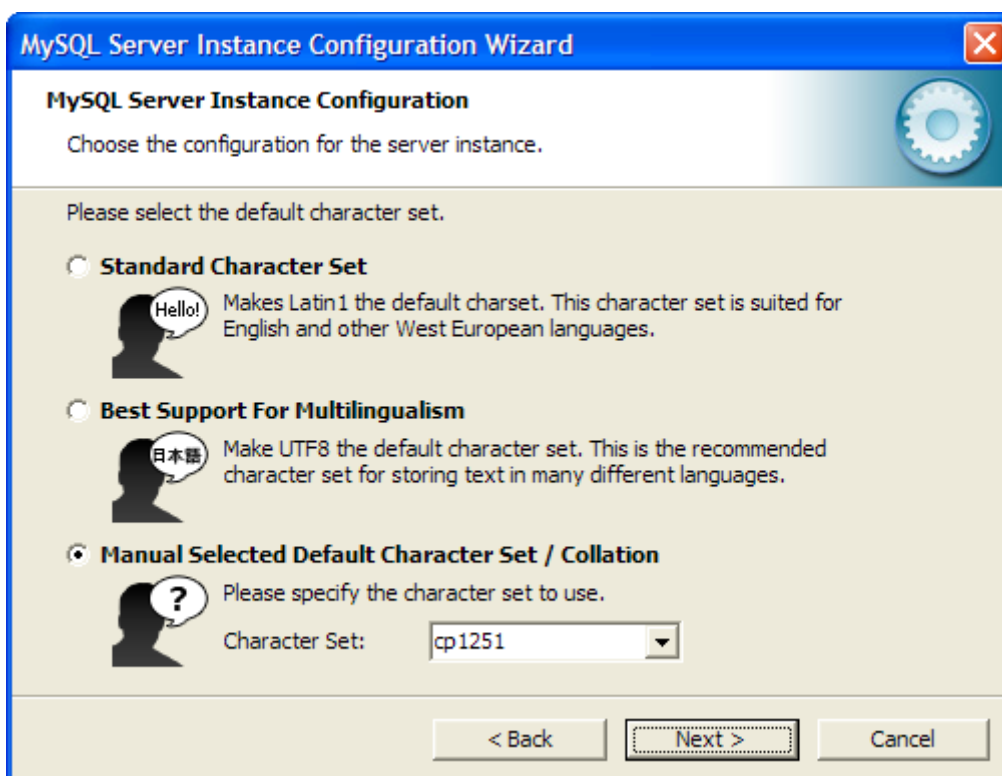 MySQL Server Instance Configuration Wizard
MySQL Server Instance Configuration
Choose the configuration for the server instance.
Please select the default character set.
Standard Character Set
Hello!
Makes Latin1 the default charset. This character set is suited for
English and other West European languages.
Best Support For Multilingualism
日本語
Make UTF8 the default character set. This is the recommended
character set for storing text in many different languages.
Manual Selected Default Character Set / Collation
?
Please specify the character set to use.
Character Set: cp1251
< Back Next > Cancel